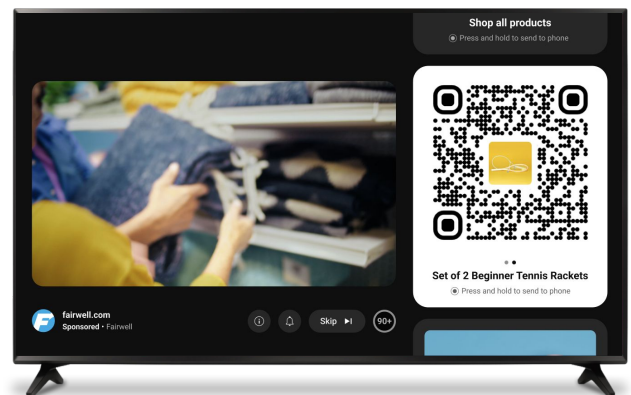 Shop all products
Press and hold to send to phone
Set of 2 Beginner Tennis Rackets
Press and hold to send to phone
fairwell.com
Sponsored • Fairwell
Skip
90+